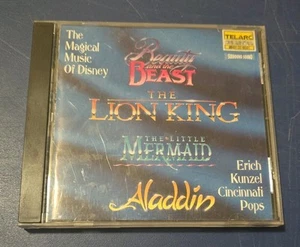 The
Magical
Music
Of Disney
TELARC
Beauty
and the
BEAST
THE
LION KING
THE LITTLE
MERMAID
Aladdin
Erich
Kunzel
Cincinnati
Pops